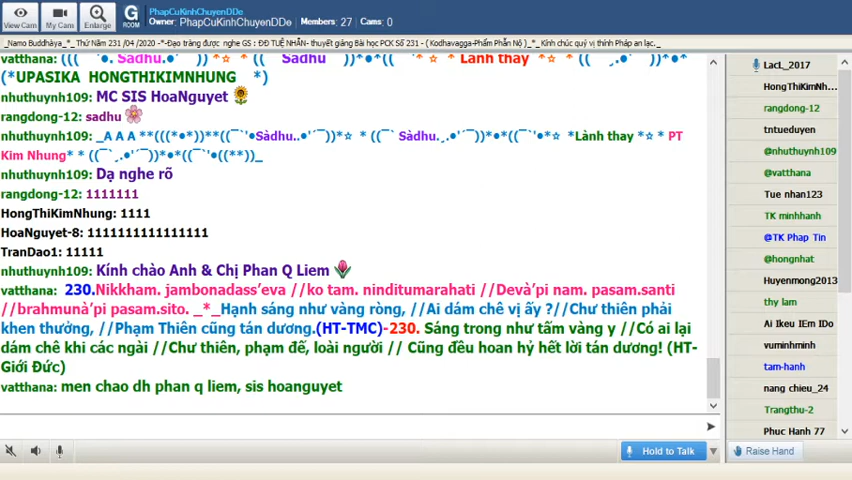 PhapCuKinhChuyenDDe
Owner: PhapCuKinhChuyenDDe Members: 27 Cams: 0
View Cam My Cam Enlarge G ROOM
_Namo Buddhàya_*_ Thứ Năm 231 /04 /2020 -*-Đạo tràng được nghe GS : ĐĐ TUỆ NHẪN- thuyết giảng Bài học PCK Số 231 - ( Kodhavagga-Phẩm Phẫn Nộ )_*_ Kính chúc quý vị thính Pháp an lạc._
(*UPASIKA HONGTHIKIMNHUNG *)
nhuthuynh109: MC SIS HoaNguyet
rangdong-12: sadhu
nhuthuynh109: _A A A **(((•●*)**((¯`'•Sàdhu..●'´¯))*☆ * ((¯` Sàdhu.¸.●'´¯))*●*((¯`'•☆ *Lành thay *☆ * PT
Kim Nhung* * ((¯`¸.●'´¯))*●*((¯`'●((**))_
nhuthuynh109: Dạ nghe rõ
rangdong-12: 1111111
HongThiKimNhung: 1111
HoaNguyet-8: 1111111111111111
TranDao1: 11111
nhuthuynh109: Kính chào Anh & Chị Phan Q Liem
vatthana: 230.Nikkham. jambonadass'eva //ko tam. ninditumarahati //Devà'pi nam. pasam.santi
//brahmunà'pi pasam.sito. _*_Hạnh sáng như vàng ròng, //Ai dám chê vị ấy ?//Chư thiên phải
khen thưởng, //Phạm Thiên cũng tán dương.(HT-TMC)-230. Sáng trong như tấm vàng y //Có ai lại
dám chê khi các ngài //Chư thiên, phạm đế, loài người // Cũng đều hoan hỷ hết lời tán dương! (HT-
Giới Đức)
vatthana: men chao dh phan q liem, sis hoanguyet
Hold to Talk
LacL_2017
HongThiKimNh...
rangdong-12
tntueduyen
@nhuthuynh109
@vatthana
Tue nhan123
TK minhhanh
@TK Phap Tin
@hongnhat
Huyenmong2013
thy lam
Ai Ikeu IEm IDo
vuminhminh
tam-hanh
nang chieu_24
Trangthu-2
Phuc Hanh 77
Raise Hand